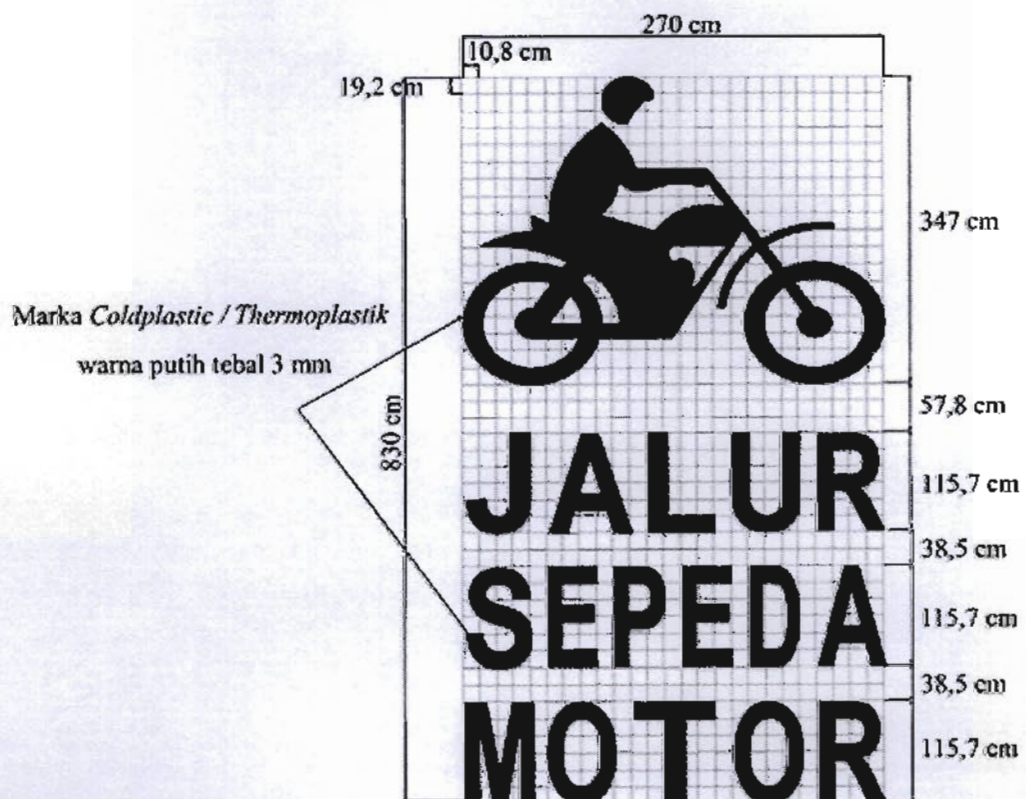 270 cm
10,8 cm
19,2 cm
347 cm
Marka Coldplastic / Thermoplastik
warna putih tebal 3 mm
830 cm
57,8 cm
JALUR
115,7 cm
38,5 cm
SEPEDA
115,7 cm
38,5 cm
MOTOR
115,7 cm